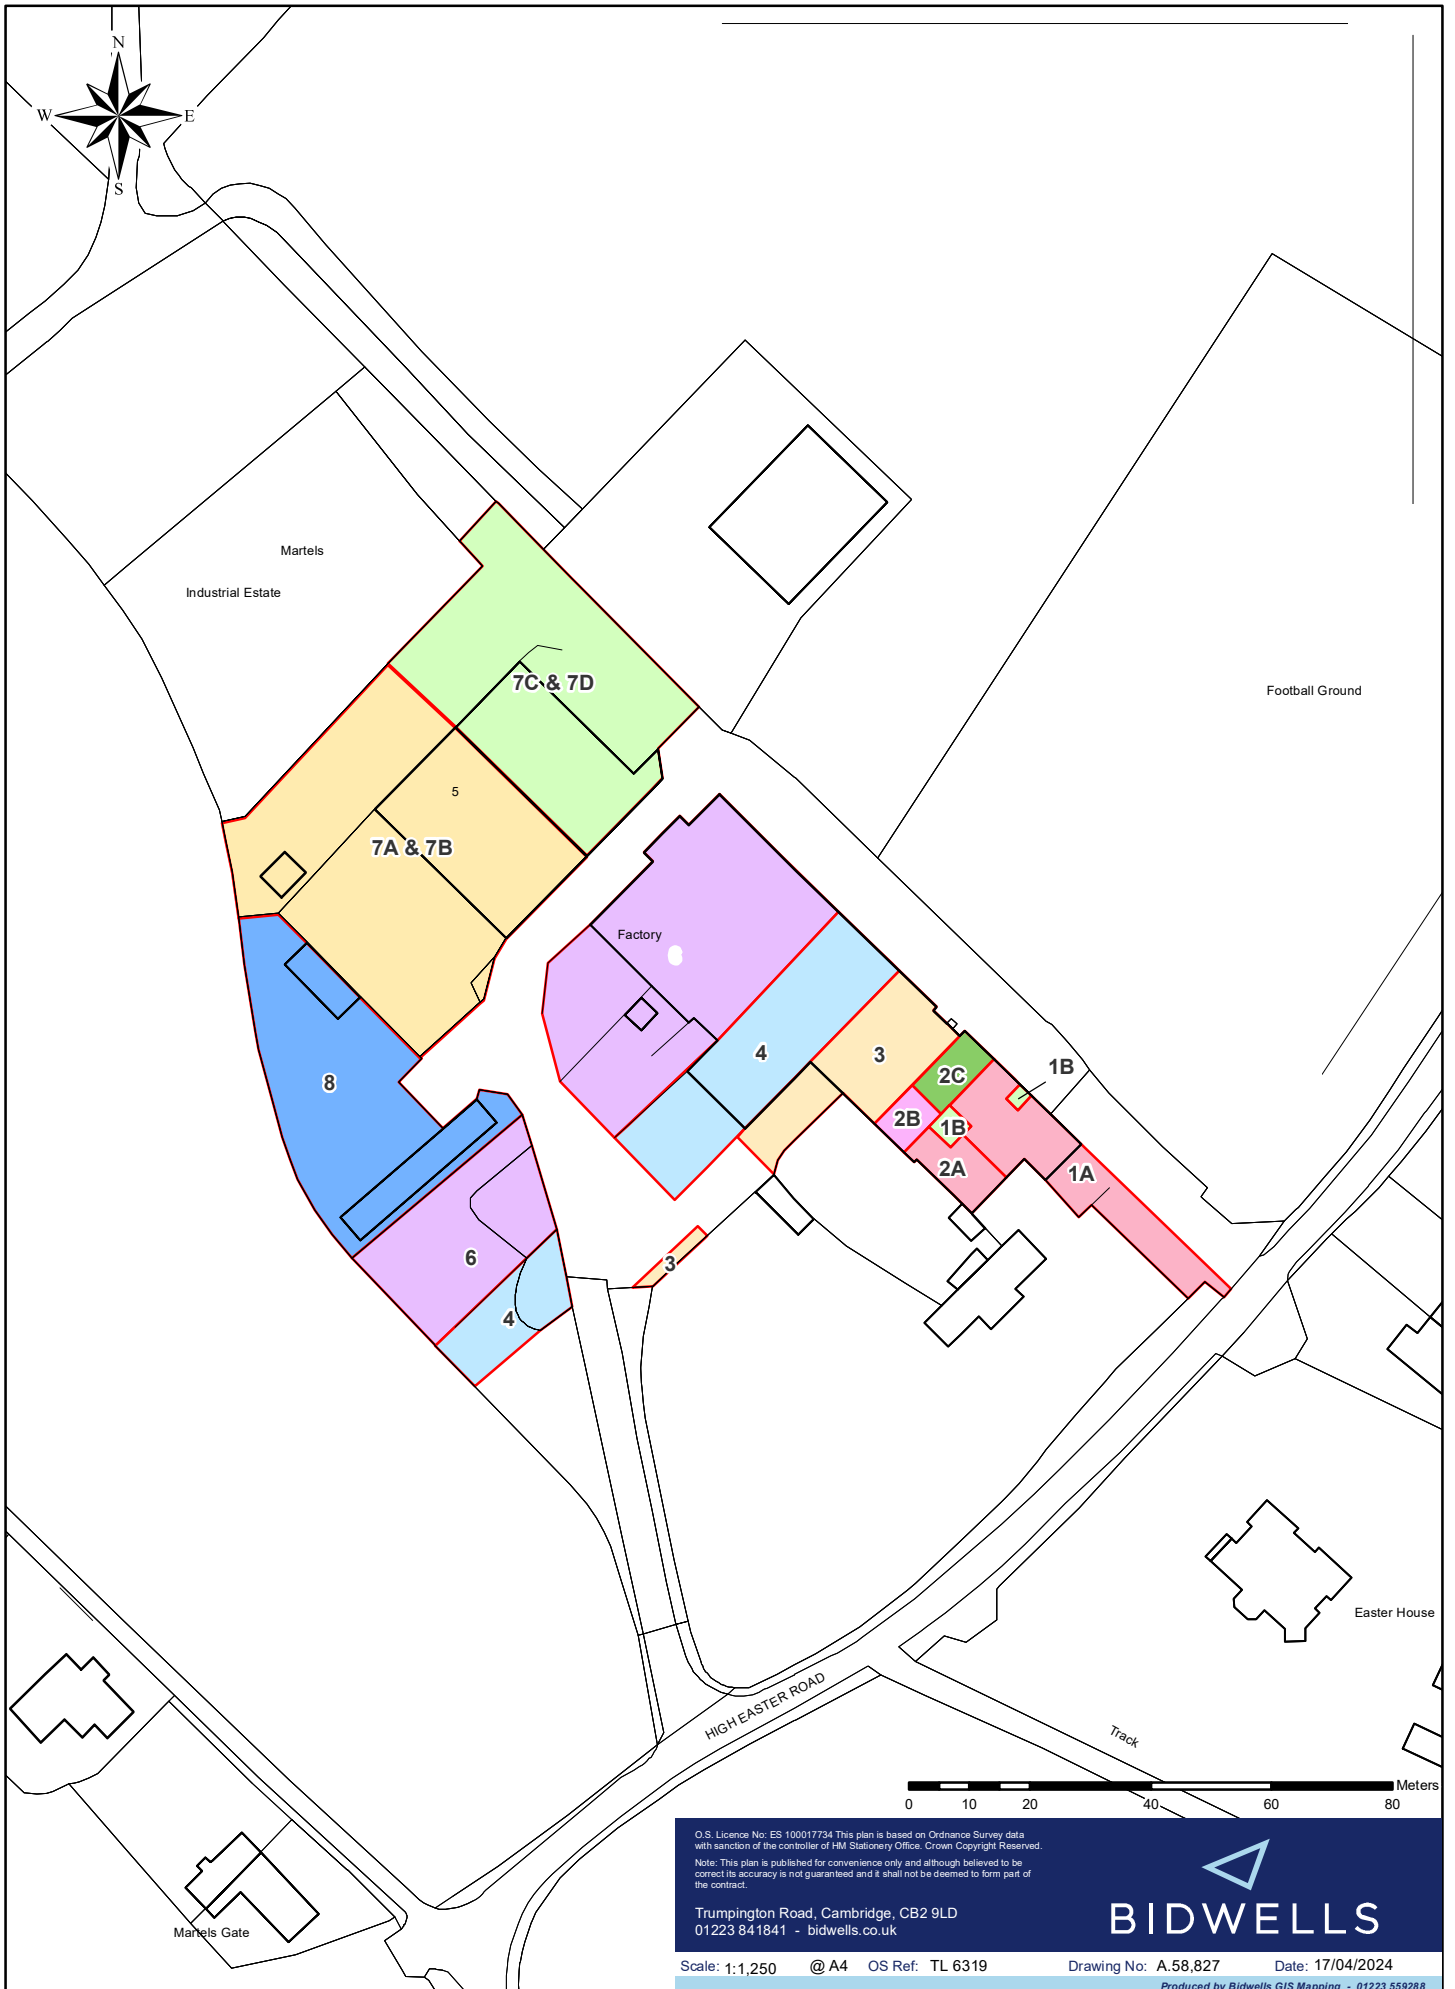 N
W
E
S
Martels
Industrial Estate
7C & 7D
Football Ground
5
7A & 7B
Factory
4
3
1B
2C
8
2B
1B
2A
1A
6
3
4
Easter House
HIGH EASTER ROAD
Track
Meters
0 10 20 40 60 80
Martels Gate
O.S. Licence No: ES 100017734 This plan is based on Ordnance Survey data
with sanction of the controller of HM Stationery Office. Crown Copyright Reserved.
Note: This plan is published for convenience only and although believed to be
correct its accuracy is not guaranteed and it shall not be deemed to form part of
the contract.
Trumpington Road, Cambridge, CB2 9LD
01223 841841 - bidwells.co.uk
BIDWELLS
Scale: 1:1,250 @ A4 OS Ref: TL 6319 Drawing No: A.58,827 Date: 17/04/2024
Produced by Bidwells GIS Mapping - 01223 559288